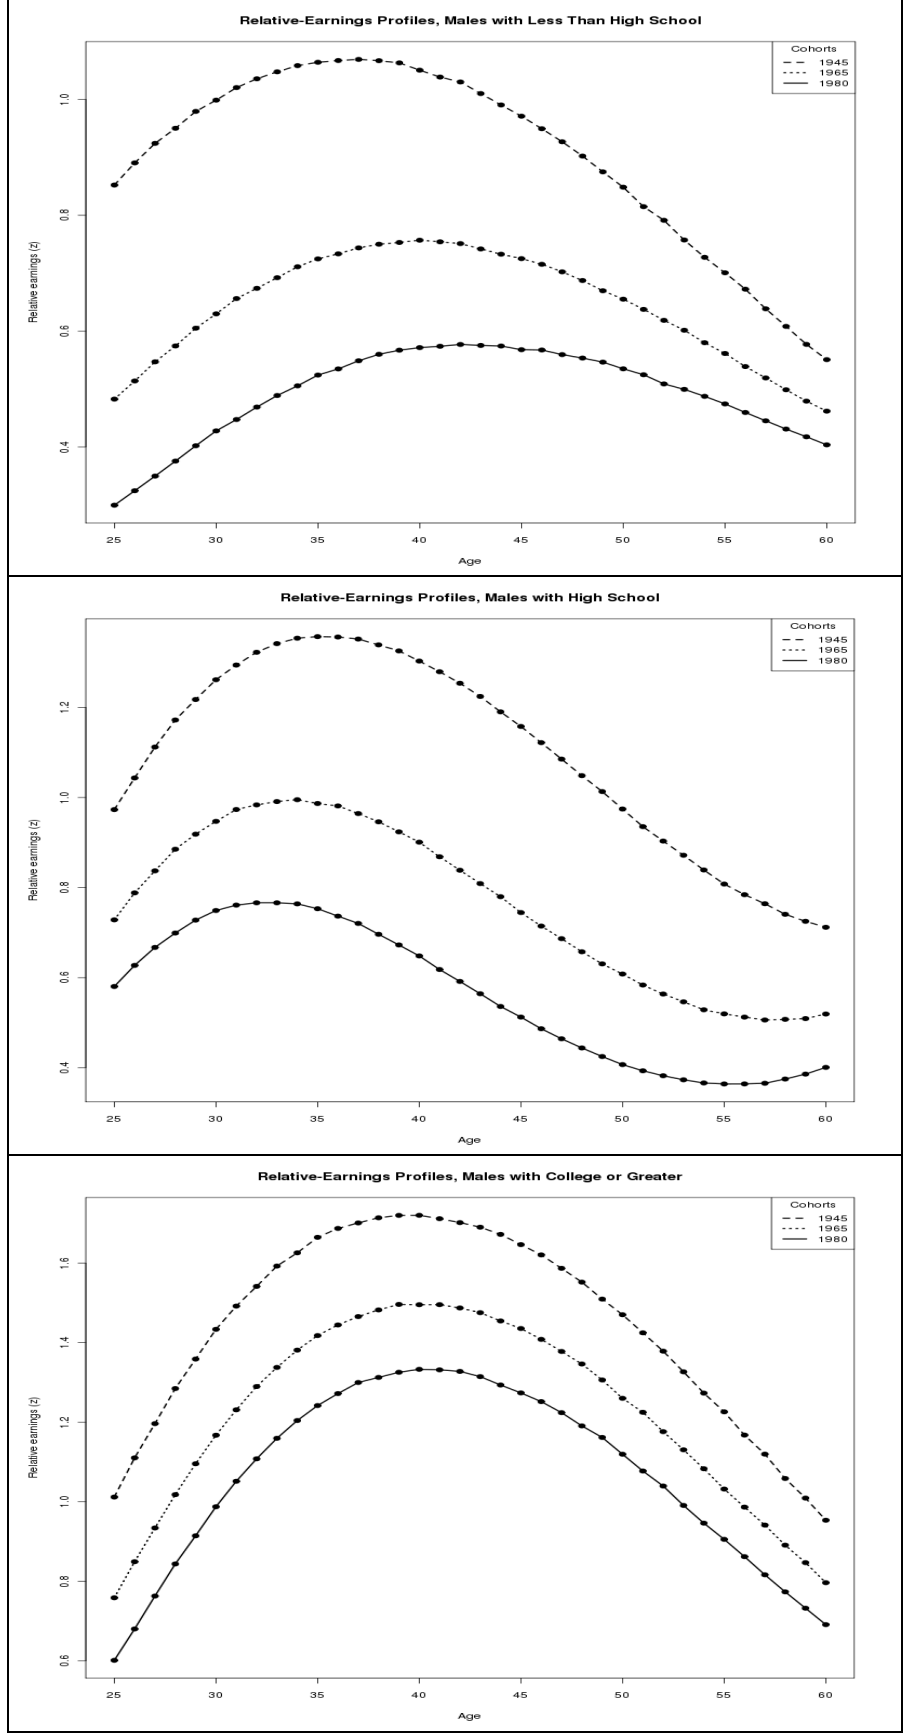 Relative-Earnings Profiles, Males with Less Than High School
Cohorts
1945
1965
1980
Relative earnings (z)
1.0
0.8
0.6
0.4
25 30 35 40 45 50 55 60
Age
Relative-Earnings Profiles, Males with High School
Cohorts
1945
1965
1980
Relative earnings (z)
1.2
1.0
0.8
0.6
0.4
25 30 35 40 45 50 55 60
Age
Relative-Earnings Profiles, Males with College or Greater
Cohorts
1945
1965
1980
Relative earnings (z)
1.6
1.4
1.2
1.0
0.8
0.6
25 30 35 40 45 50 55 60
Age